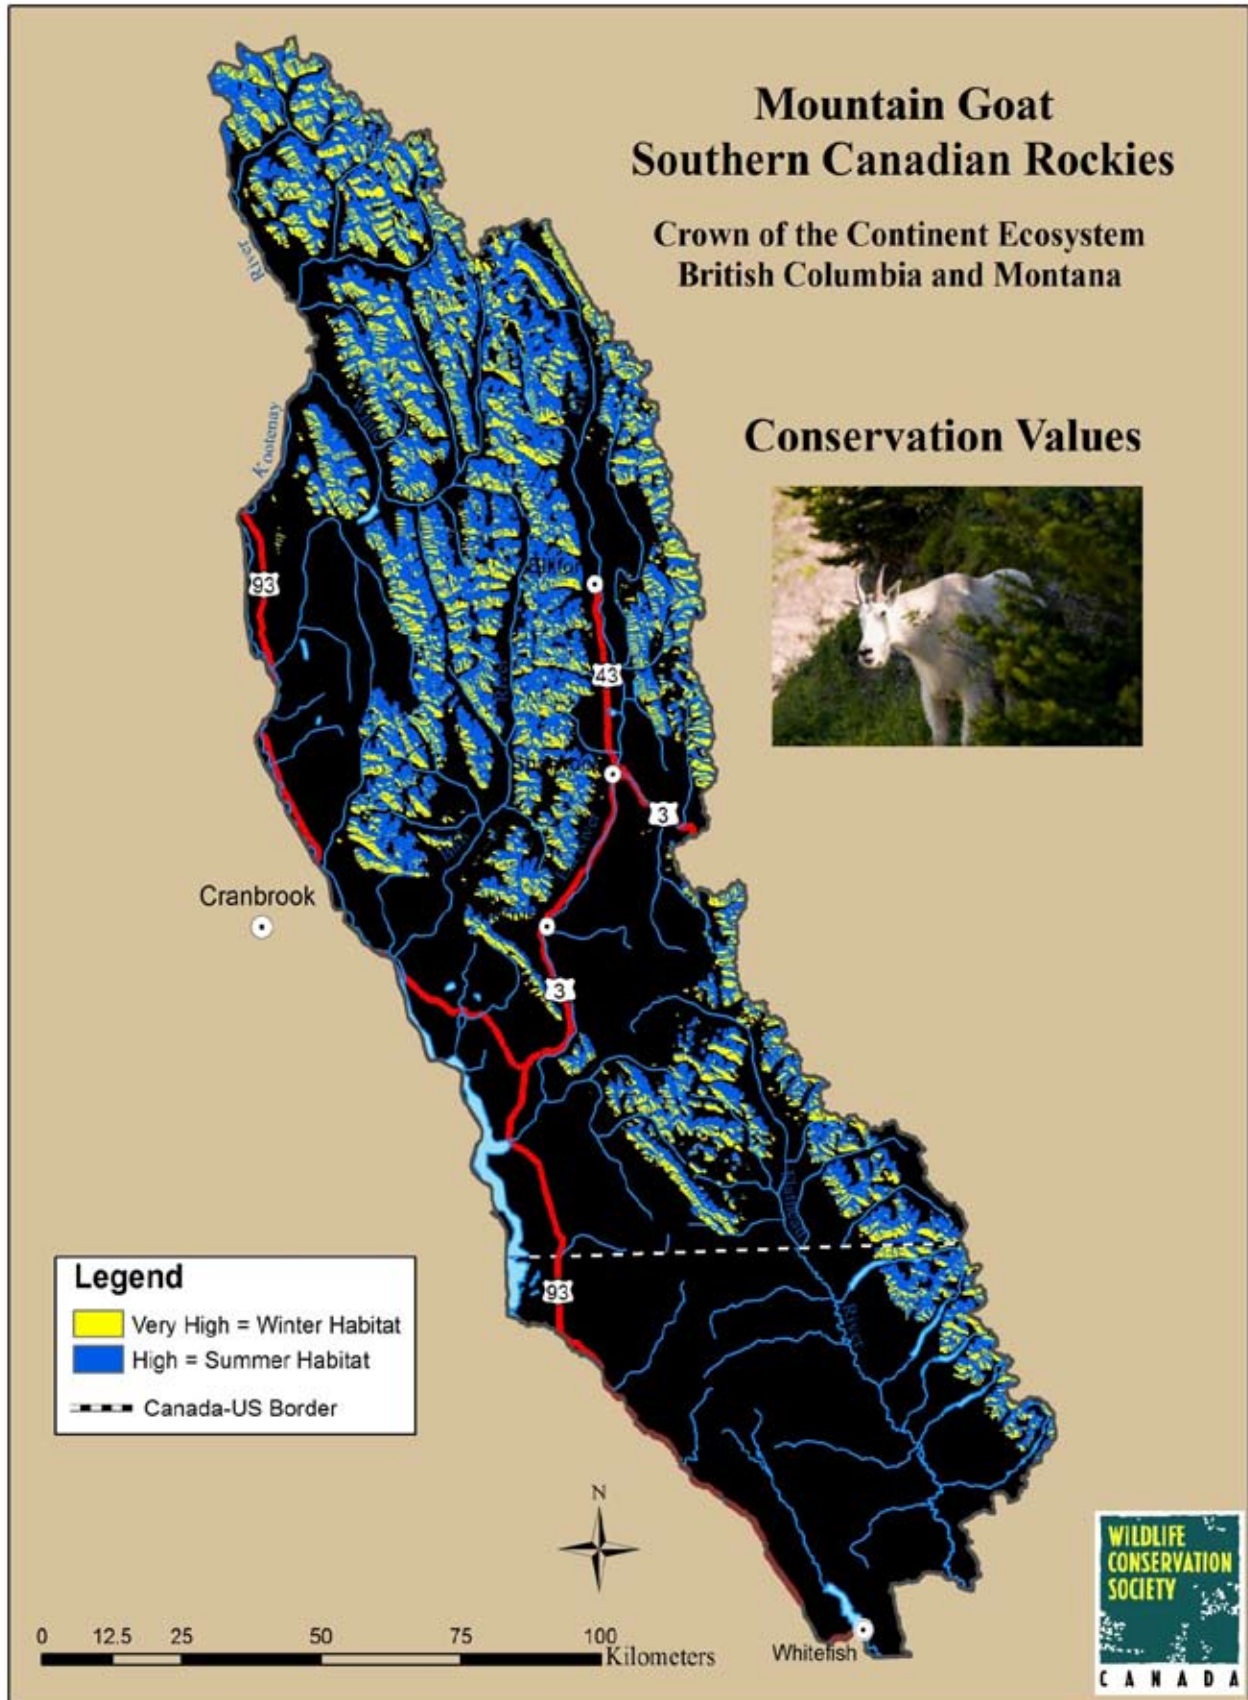 Mountain Goat
Southern Canadian Rockies
Crown of the Continent Ecosystem
British Columbia and Montana
Conservation Values
River
Kootenay
93
43
3
Cranbrook
3
93
River
Legend
Very High = Winter Habitat
High = Summer Habitat
Canada-US Border
N
0 12.5 25 50 75 100
Kilometers
Whitefish
WILDLIFE
CONSERVATION
SOCIETY
CANADA